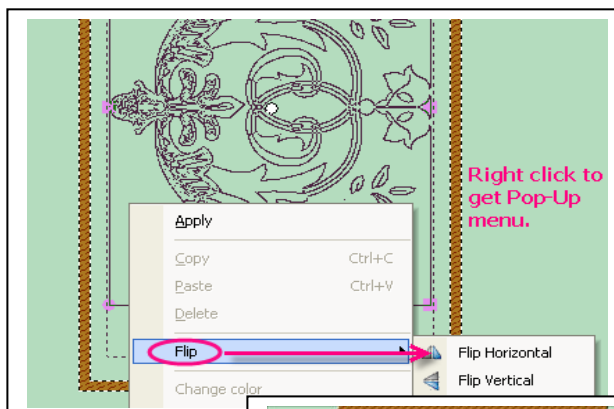 Right click to
get Pop-Up
menu.
Apply
Copy Ctrl+C
Paste Ctrl+V
Delete
Flip
Flip Horizontal
Flip Vertical
Change color